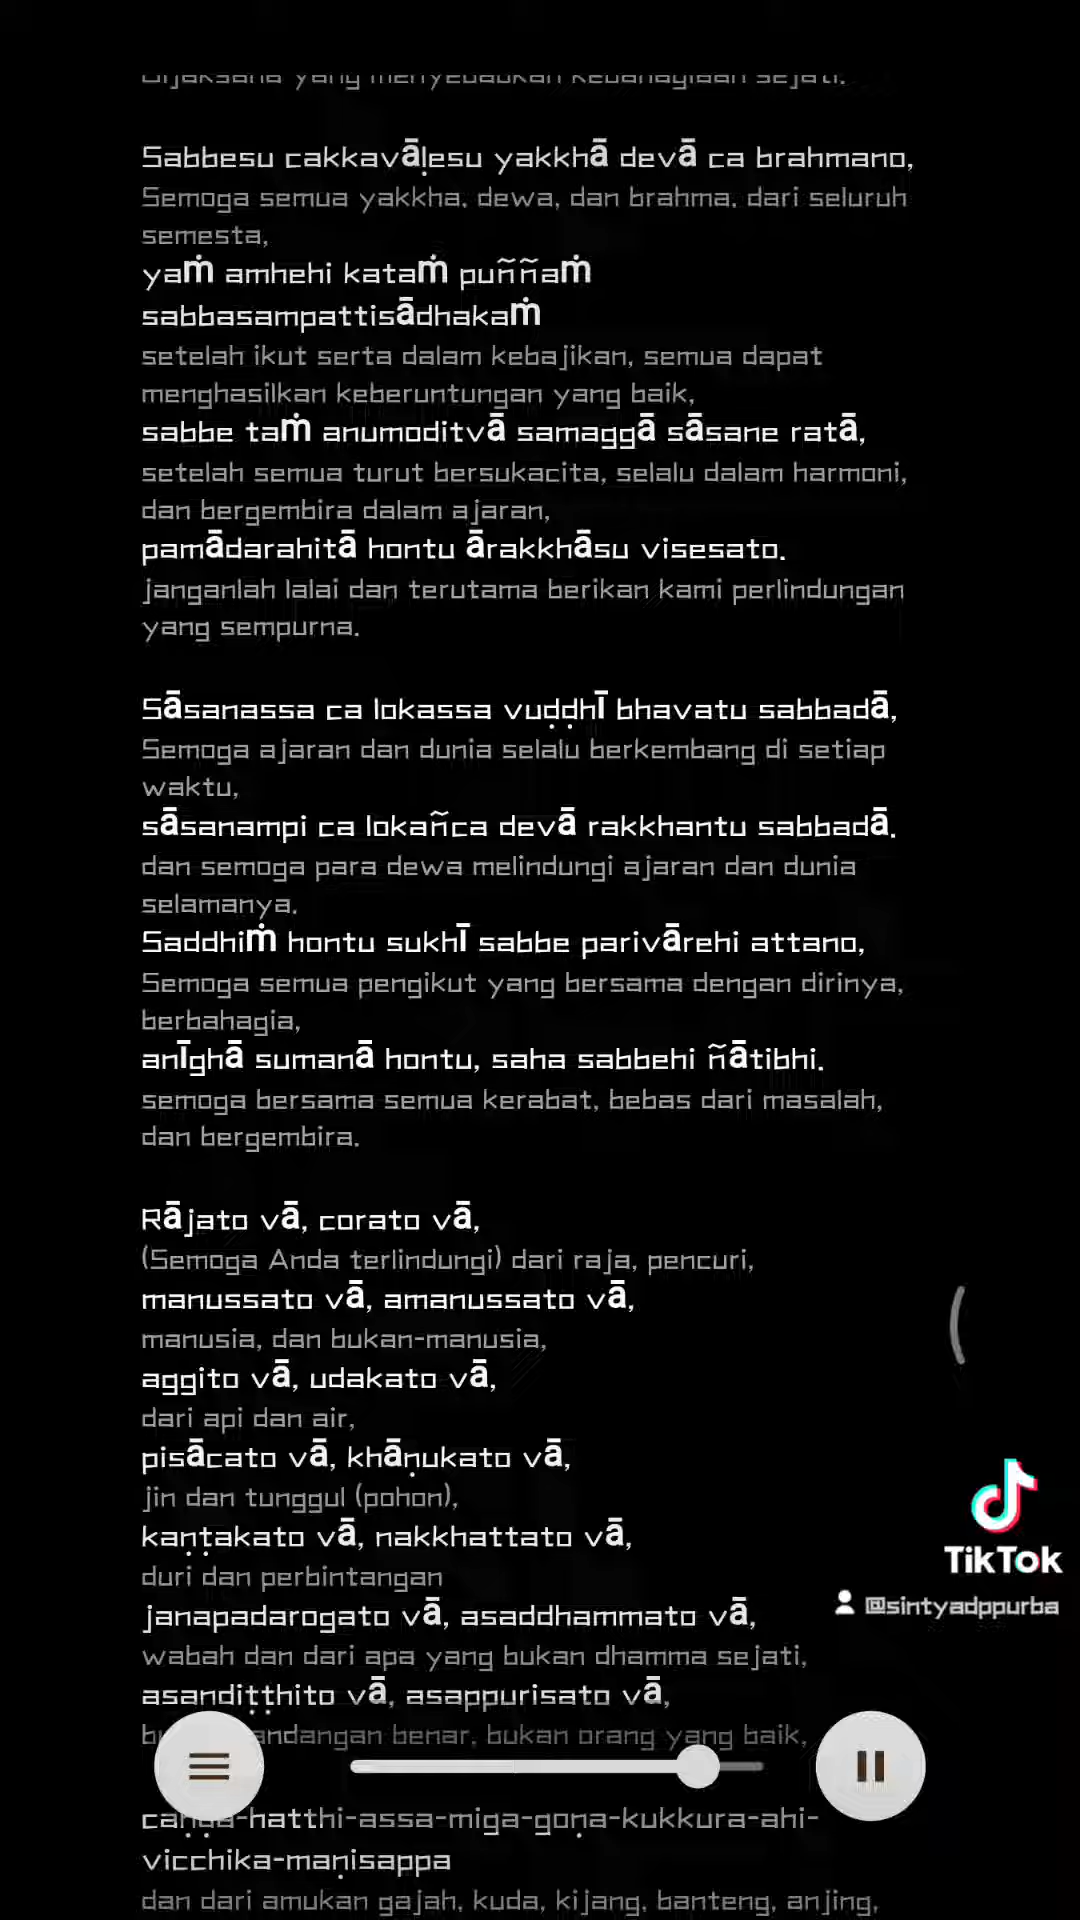 Bijaksana yang menyebabkan kebahagiaan sejati.
Sabbesu cakkavāḷesu yakkhā devā ca brahmano,
Semoga semua yakkha, dewa, dan brahma, dari seluruh
semesta,
yaṁ amhehi kataṁ puññaṁ
sabbasampattisādhakaṁ
setelah ikut serta dalam kebajikan, semua dapat
menghasilkan keberuntungan yang baik,
sabbe taṁ anumoditvā samaggā sāsane ratā,
setelah semua turut bersukacita, selalu dalam harmoni,
dan bergembira dalam ajaran,
pamādarahitā hontu ārakkhāsu visesato.
janganlah lalai dan terutama berikan kami perlindungan
yang sempurna.
Sāsanassa ca lokassa vuḍḍhī bhavatu sabbadā,
Semoga ajaran dan dunia selalu berkembang di setiap
waktu,
sāsanampi ca lokañca devā rakkhantu sabbadā.
dan semoga para dewa melindungi ajaran dan dunia
selamanya.
Saddhiṁ hontu sukhī sabbe parivārehi attano,
Semoga semua pengikut yang bersama dengan dirinya,
berbahagia,
anīghā sumanā hontu, saha sabbehi ñātibhi.
semoga bersama semua kerabat, bebas dari masalah,
dan bergembira.
Rājato vā, corato vā,
(Semoga Anda terlindungi) dari raja, pencuri,
manussato vā, amanussato vā,
manusia, dan bukan-manusia,
aggito vā, udakato vā,
dari api dan air,
pisācato vā, khāṇukato vā,
jin dan tunggul (pohon),
kaṇṭakato vā, nakkhattato vā,
duri dan perbintangan
janapadarogato vā, asaddhammato vā,
wabah dan dari apa yang bukan dhamma sejati,
asandiṭṭhito vā, asappurisato vā,
benar, bukan orang yang baik,
caṇḍa-hatthi-assa-miga-goṇa-kukkura-ahi-
vicchika-maṇisappa
dan dari amukan gajah, kuda, kijang, banteng, anjing,
TikTok
@sintyadppurba